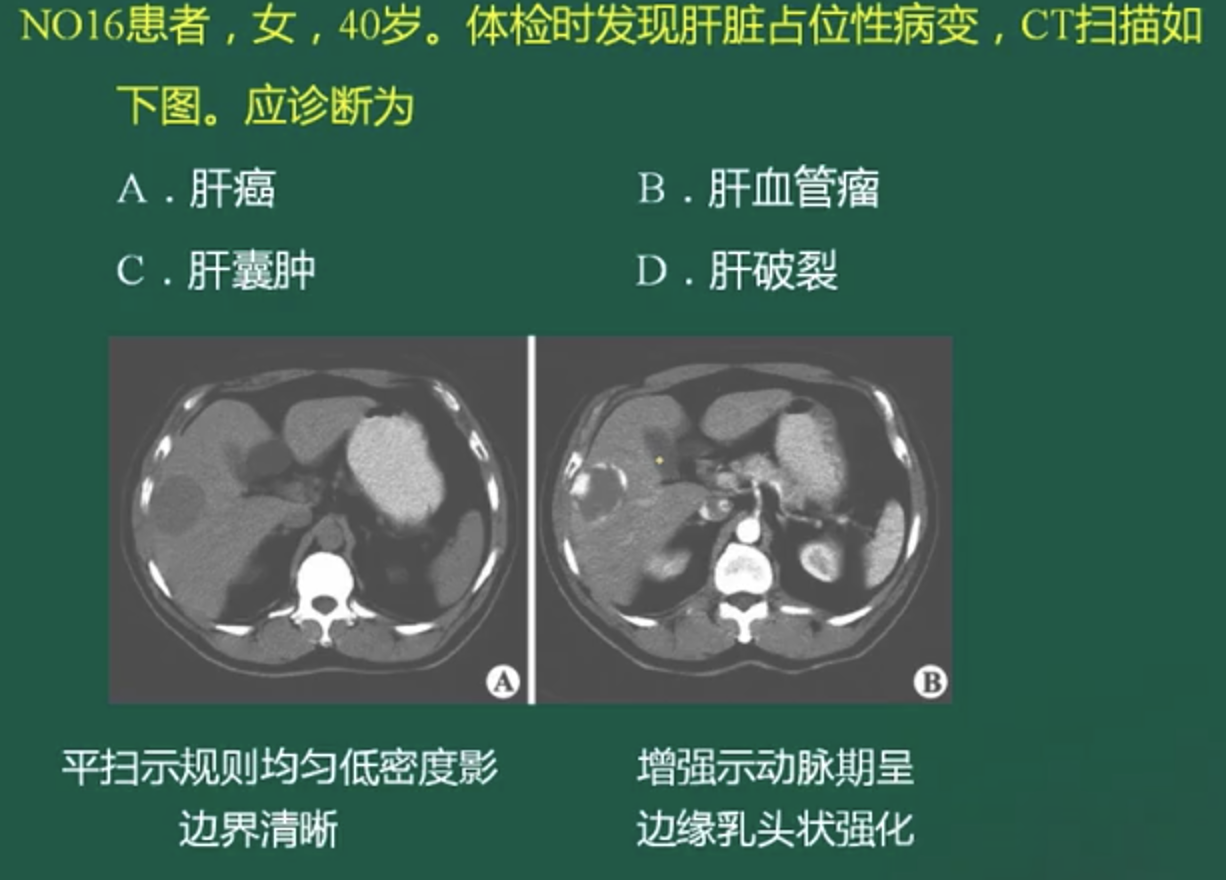 NO16患者，女，40岁。体检时发现肝脏占位性病变，CT扫描如
下图。应诊断为
A．肝癌
B．肝血管瘤
C．肝囊肿
D．肝破裂
A
B
平扫示规则均匀低密度影
边界清晰
增强示动脉期呈
边缘乳头状强化